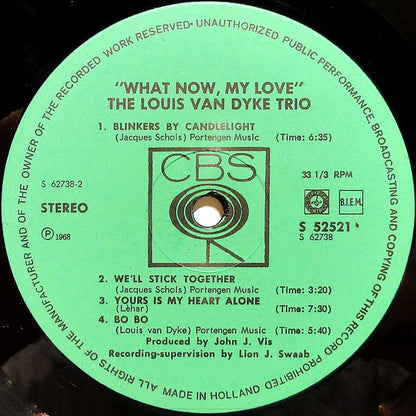 OF THE MANUFACTURER AND OF THE OWNER OF THE RECORDED WORK RESERVED • UNAUTHORIZED PUBLIC PERFORMANCE, BROADCASTING AND COPYING OF THIS RECORD PROHIBITED • ALL RIGHTS
"WHAT NOW, MY LOVE"
THE LOUIS VAN DYKE TRIO
1. BLINKERS BY CANDLELIGHT
(Jacques Schols) Portengen Music (Time: 6:35)
CBS
S 62738-2
33 1/3 RPM
B.I.E.M.
STEREO
S 52521
S 62738
P 1968
2. WE'LL STICK TOGETHER
(Jacques Schols) Portengen Music (Time: 3:20)
3. YOURS IS MY HEART ALONE
(Lèhar) (Time: 7:30)
4. BO BO
(Louis van Dyke) Portengen Music (Time: 5:40)
Produced by John J. Vis
Recording-supervision by Lion J. Swaab
MADE IN HOLLAND